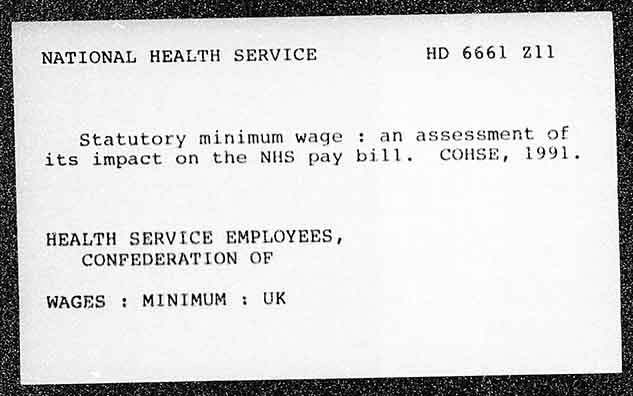 NATIONAL HEALTH SERVICE HD 6661 Z11
Statutory minimum wage : an assessment of
its impact on the NHS pay bill. COHSE, 1991.
HEALTH SERVICE EMPLOYEES,
CONFEDERATION OF
WAGES : MINIMUM : UK